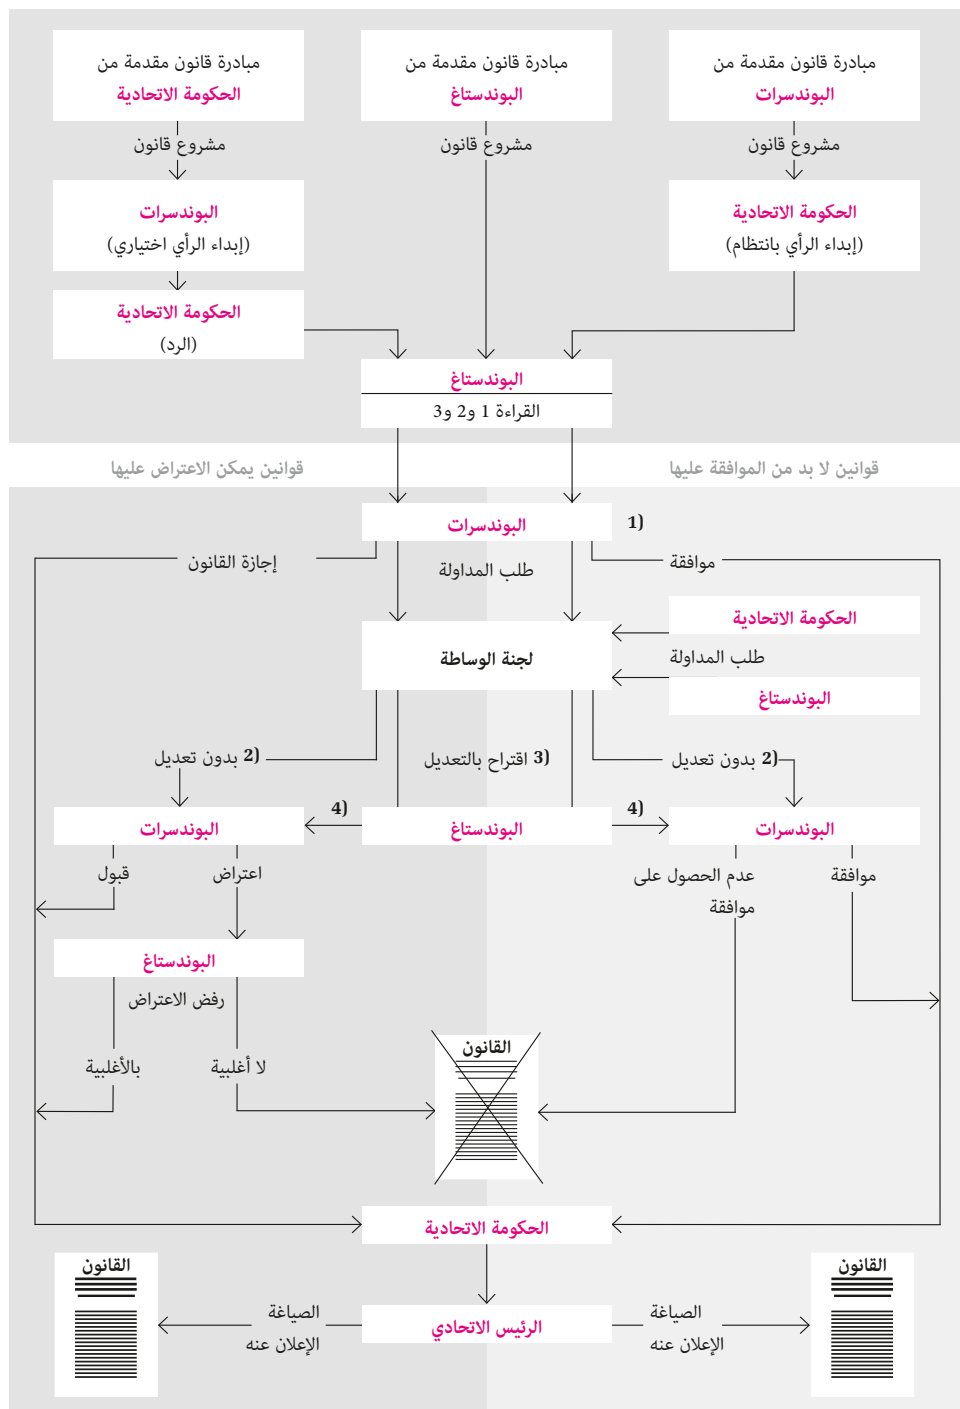 مبادرة قانون مقدمة من
البوندسرات
مبادرة قانون مقدمة من
البوندستاغ
مبادرة قانون مقدمة من
الحكومة الاتحادية
مشروع قانون
مشروع قانون
مشروع قانون
الحكومة الاتحادية
(إبداء الرأي بانتظام)
البوندسرات
(إبداء الرأي اختياري)
الحكومة الاتحادية
(الرد)
البوندستاغ
القراءة 1 و2 و3
قوانين لا بد من الموافقة عليها
قوانين يمكن الاعتراض عليها
1)
البوندسرات
موافقة
طلب المداولة
إجازة القانون
الحكومة الاتحادية
طلب المداولة
البوندستاغ
لجنة الوساطة
2) بدون تعديل
3) اقتراح بالتعديل
2) بدون تعديل
البوندسرات
4)
البوندستاغ
4)
البوندسرات
موافقة
عدم الحصول على
موافقة
اعتراض
قبول
البوندستاغ
رفض الاعتراض
لا أغلبية
بالأغلبية
القانون
الحكومة الاتحادية
الرئيس الاتحادي
الصياغة
الإعلان عنه
القانون
الصياغة
الإعلان عنه
القانون